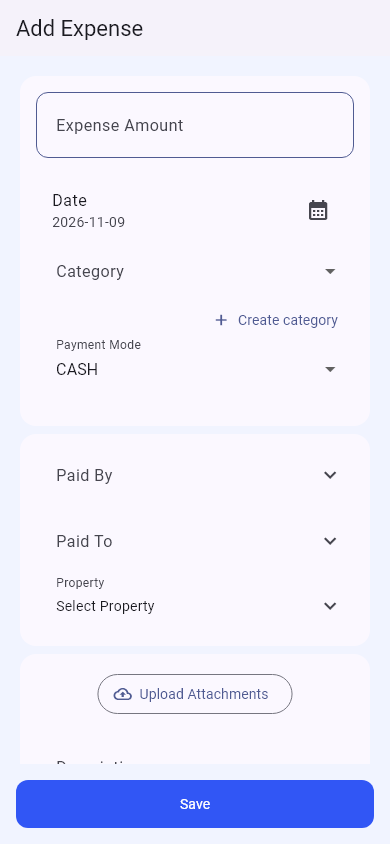 Add Expense
Expense Amount
Date
2026-11-09
Category
Create category
Payment Mode
CASH
Paid By
Paid To
Property
Select Property
Upload Attachments
Save